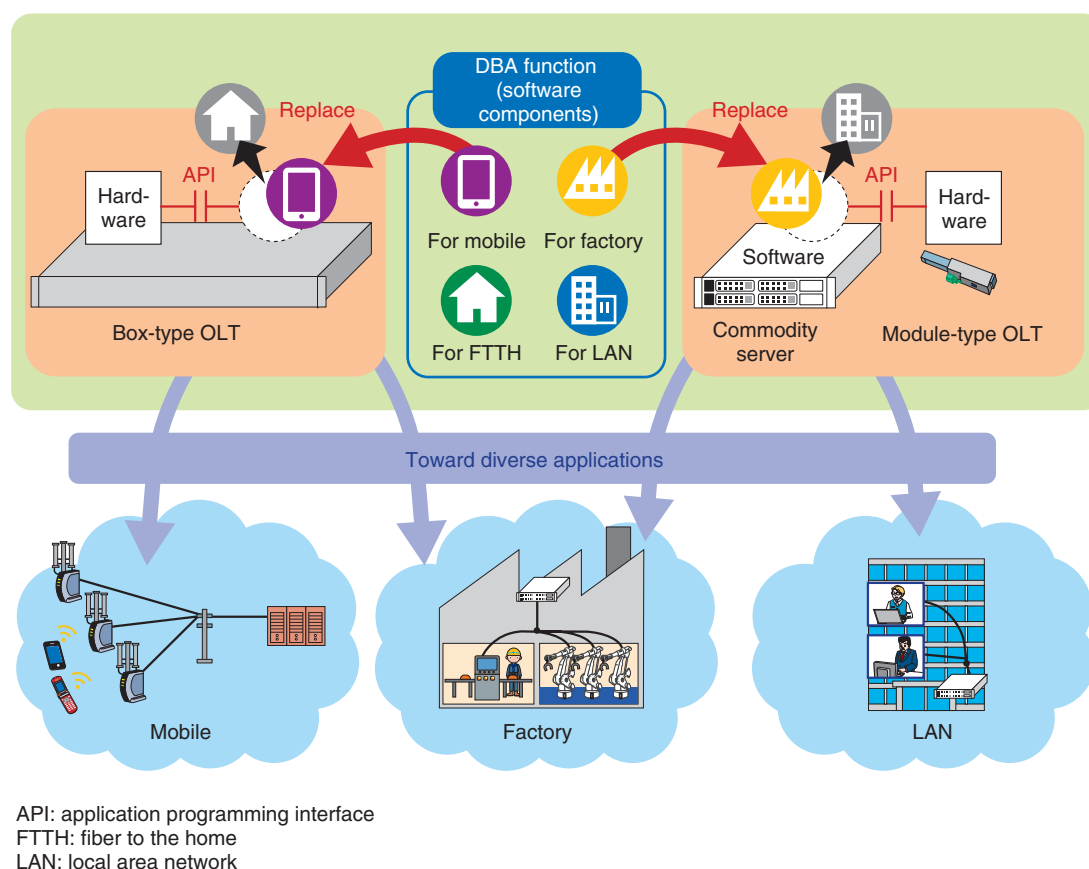 DBA function
(software
components)
Replace
Replace
API
API
Hard-
ware
Hard-
ware
For mobile
For factory
Software
For FTTH
For LAN
Box-type OLT
Commodity
server
Module-type OLT
Toward diverse applications
Mobile
Factory
LAN
API: application programming interface
FTTH: fiber to the home
LAN: local area network